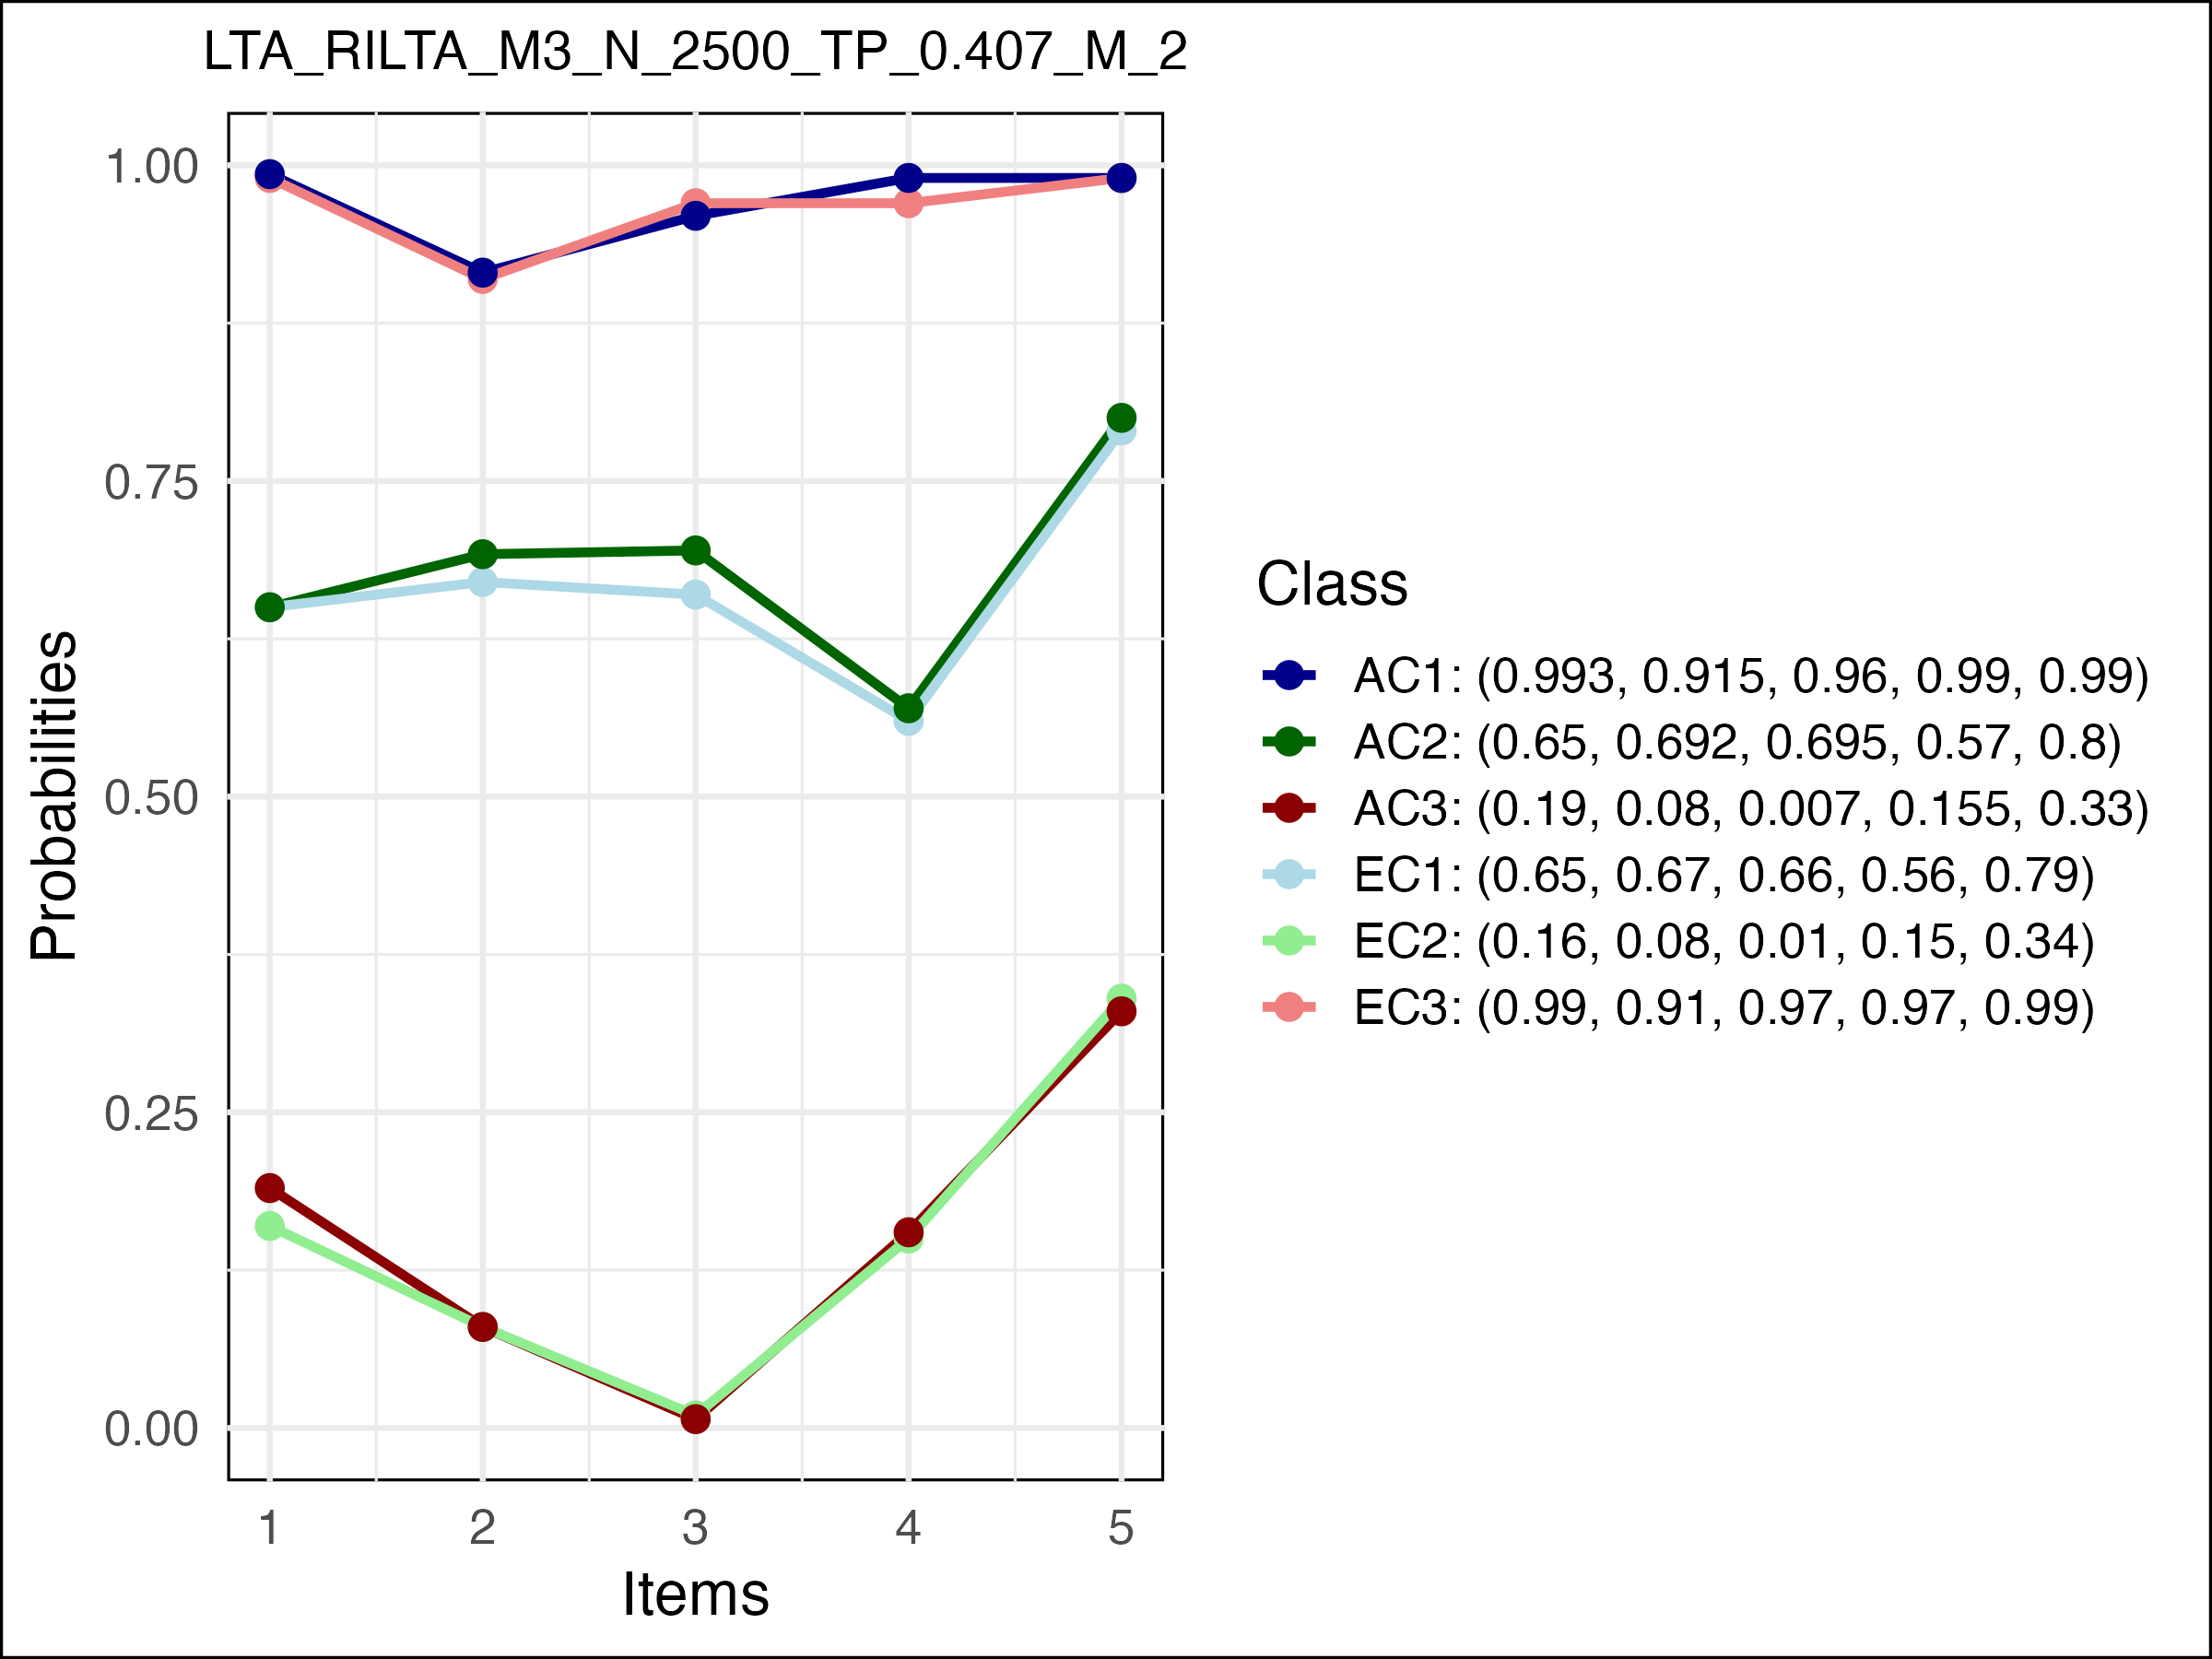 LTA_RILTA_M3_N_2500_TP_0.407_M_2
1.00
0.75
0.50
0.25
0.00
Probabilities
1 2 3 4 5
Items
Class
AC1: (0.993, 0.915, 0.96, 0.99, 0.99)
AC2: (0.65, 0.692, 0.695, 0.57, 0.8)
AC3: (0.19, 0.08, 0.007, 0.155, 0.33)
EC1: (0.65, 0.67, 0.66, 0.56, 0.79)
EC2: (0.16, 0.08, 0.01, 0.15, 0.34)
EC3: (0.99, 0.91, 0.97, 0.97, 0.99)